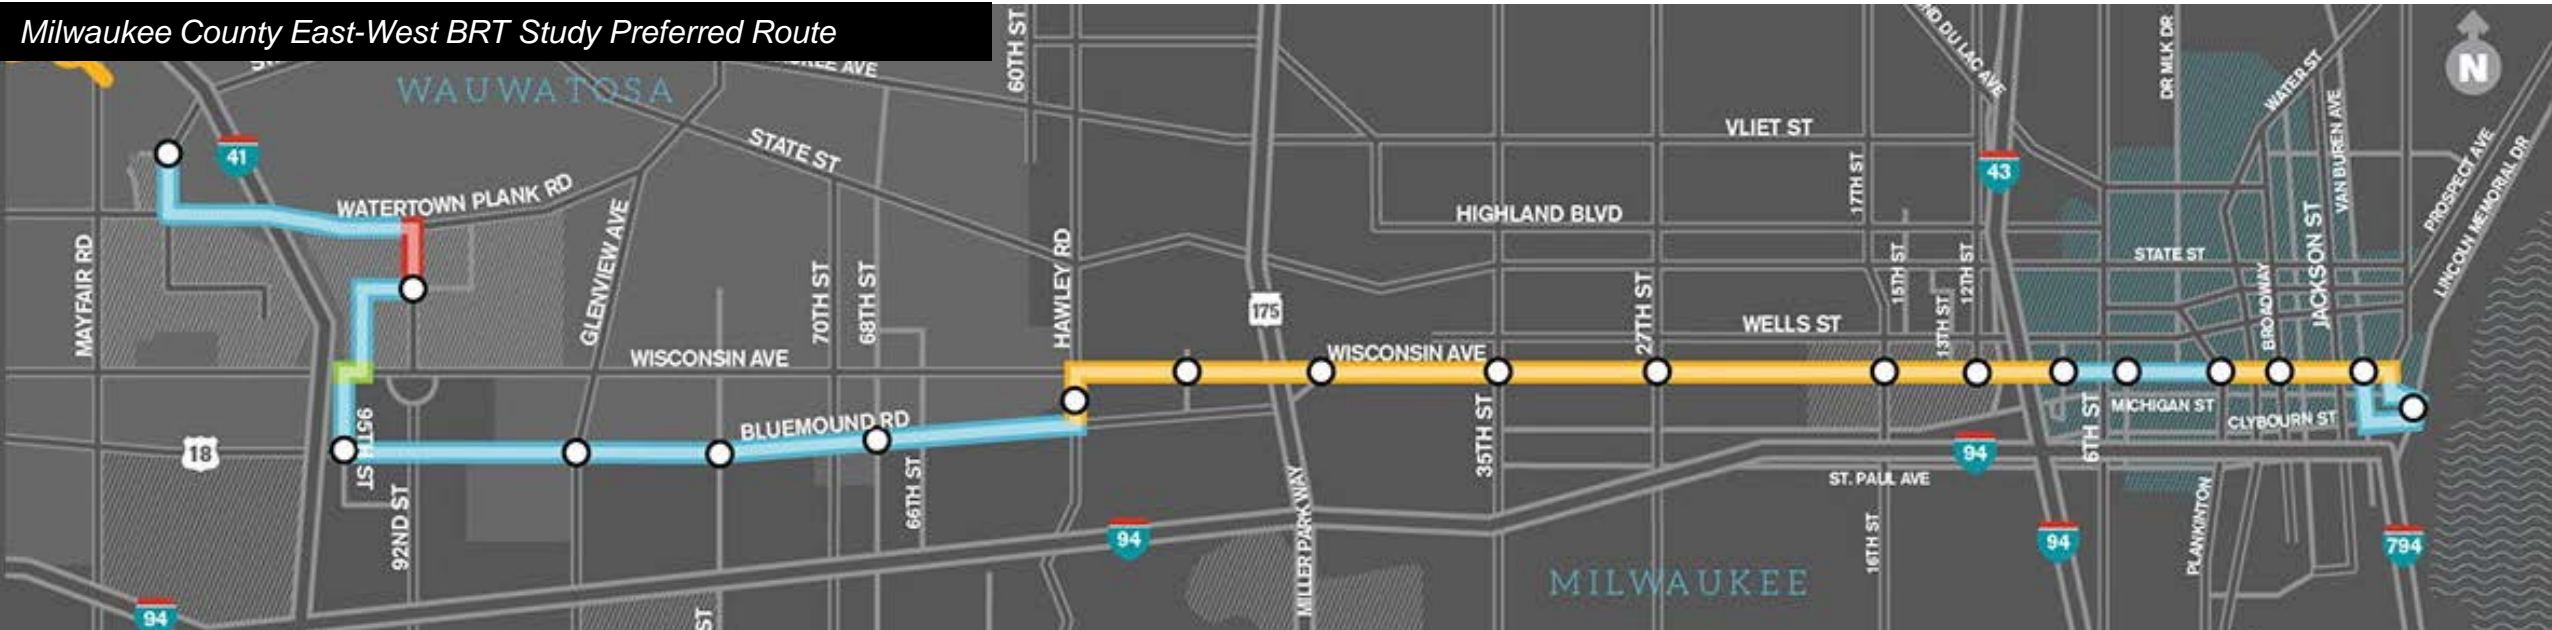 Milwaukee County East-West BRT Study Preferred Route
N
WAUWATOSA
MILWAUKEE
60TH ST
DR MLK DR
WATER ST
VAN BUREN AVE
PROSPECT AVE
LINCOLN MEMORIAL DR
DU LAC AVE
41
43
STATE ST
VLIET ST
17TH ST
WATERTOWN PLANK RD
HIGHLAND BLVD
MAYFAIR RD
GLENVIEW AVE
70TH ST
68TH ST
HAWLEY RD
175
27TH ST
15TH ST
12TH ST
13TH ST
STATE ST
BROADWAY
JACKSON ST
WELLS ST
WISCONSIN AVE
WISCONSIN AVE
BLUEMOUND RD
18
95TH ST
92ND ST
66TH ST
35TH ST
6TH ST
MICHIGAN ST
CLYBOURN ST
94
ST. PAUL AVE
MILLER PARK WAY
16TH ST
PLANKINTON
94
94
794
94
ST
AVE